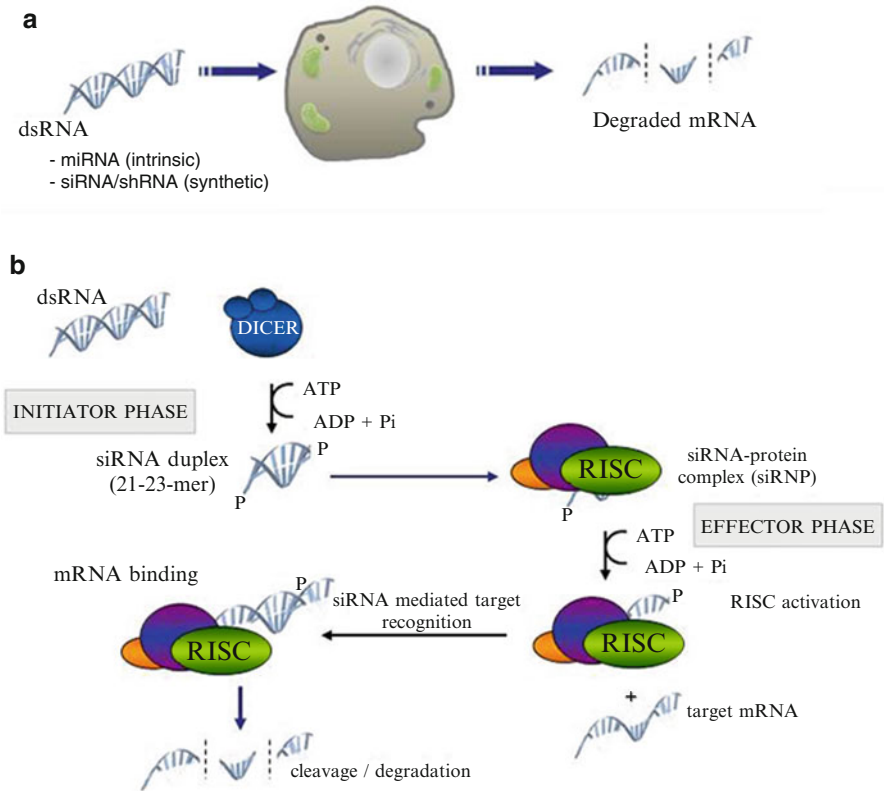 a
dsRNA
- miRNA (intrinsic)
- siRNA/shRNA (synthetic)
Degraded mRNA
b
dsRNA
DICER
INITIATOR PHASE
ATP
ADP + Pi
siRNA duplex
(21-23-mer)
P
P
RISC
P
siRNA-protein
complex (siRNP)
EFFECTOR PHASE
ATP
ADP + Pi
RISC activation
P
RISC
+
target mRNA
siRNA mediated target
recognition
mRNA binding
P
RISC
cleavage / degradation